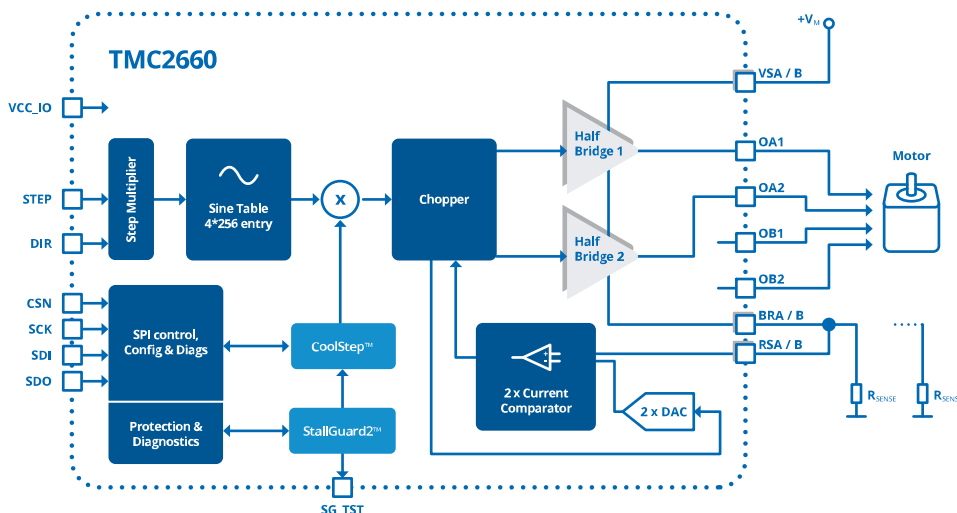 +VM
TMC2660
VSA / B
VCC_IO
Half
Bridge 1
OA1
Motor
Step Multiplier
Sine Table
4*256 entry
X
Chopper
STEP
OA2
DIR
Half
Bridge 2
OB1
OB2
CSN
SCK
SDI
SDO
SPI control,
Config & Diags
CoolStep™
BRA / B
RSA / B
2 x Current
Comparator
2 x DAC
RSENSE
RSENS
Protection &
Diagnostics
StallGuard2™
SG_TST